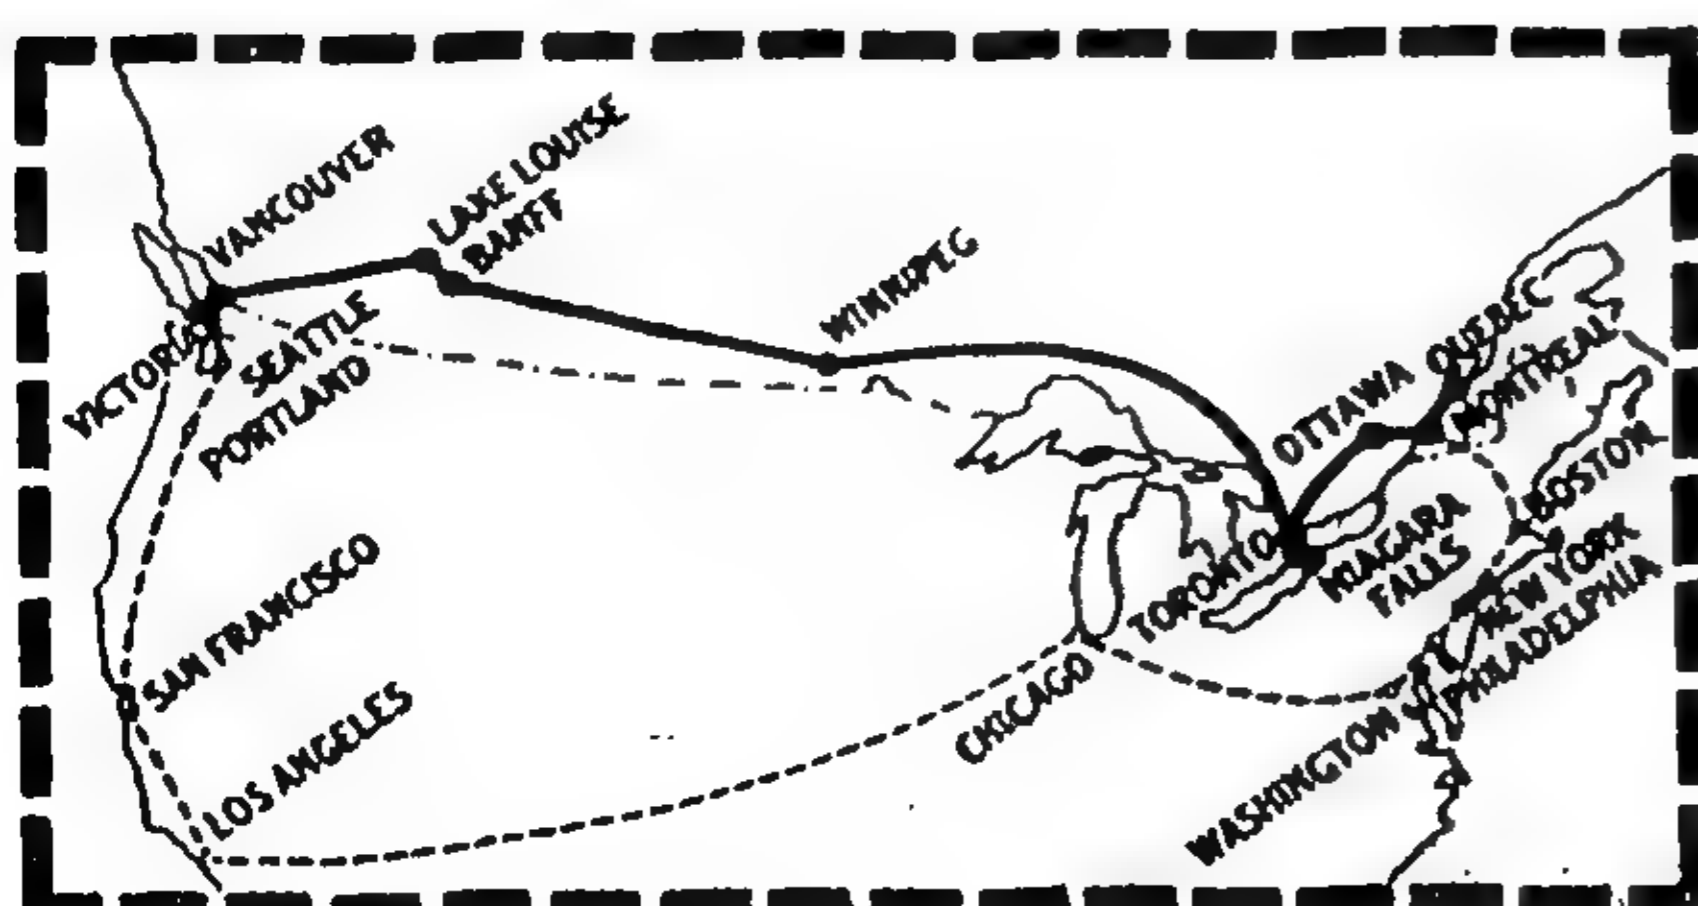 VANCOUVER
LAKE LOUISE
BANFF
WINNIPEG
VICTORIA
SEATTLE
PORTLAND
OTTAWA
QUEBEC
MONTREAL
BOSTON
SAN FRANCISCO
TORONTO
NIAGARA
FALLS
NEW YORK
PHILADELPHIA
LOS ANGELES
CHICAGO
WASHINGTON